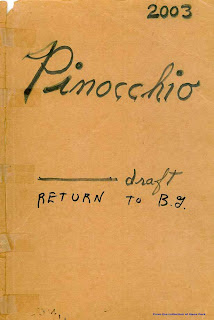 2003
Pinocchio
draft
RETURN TO B.G.